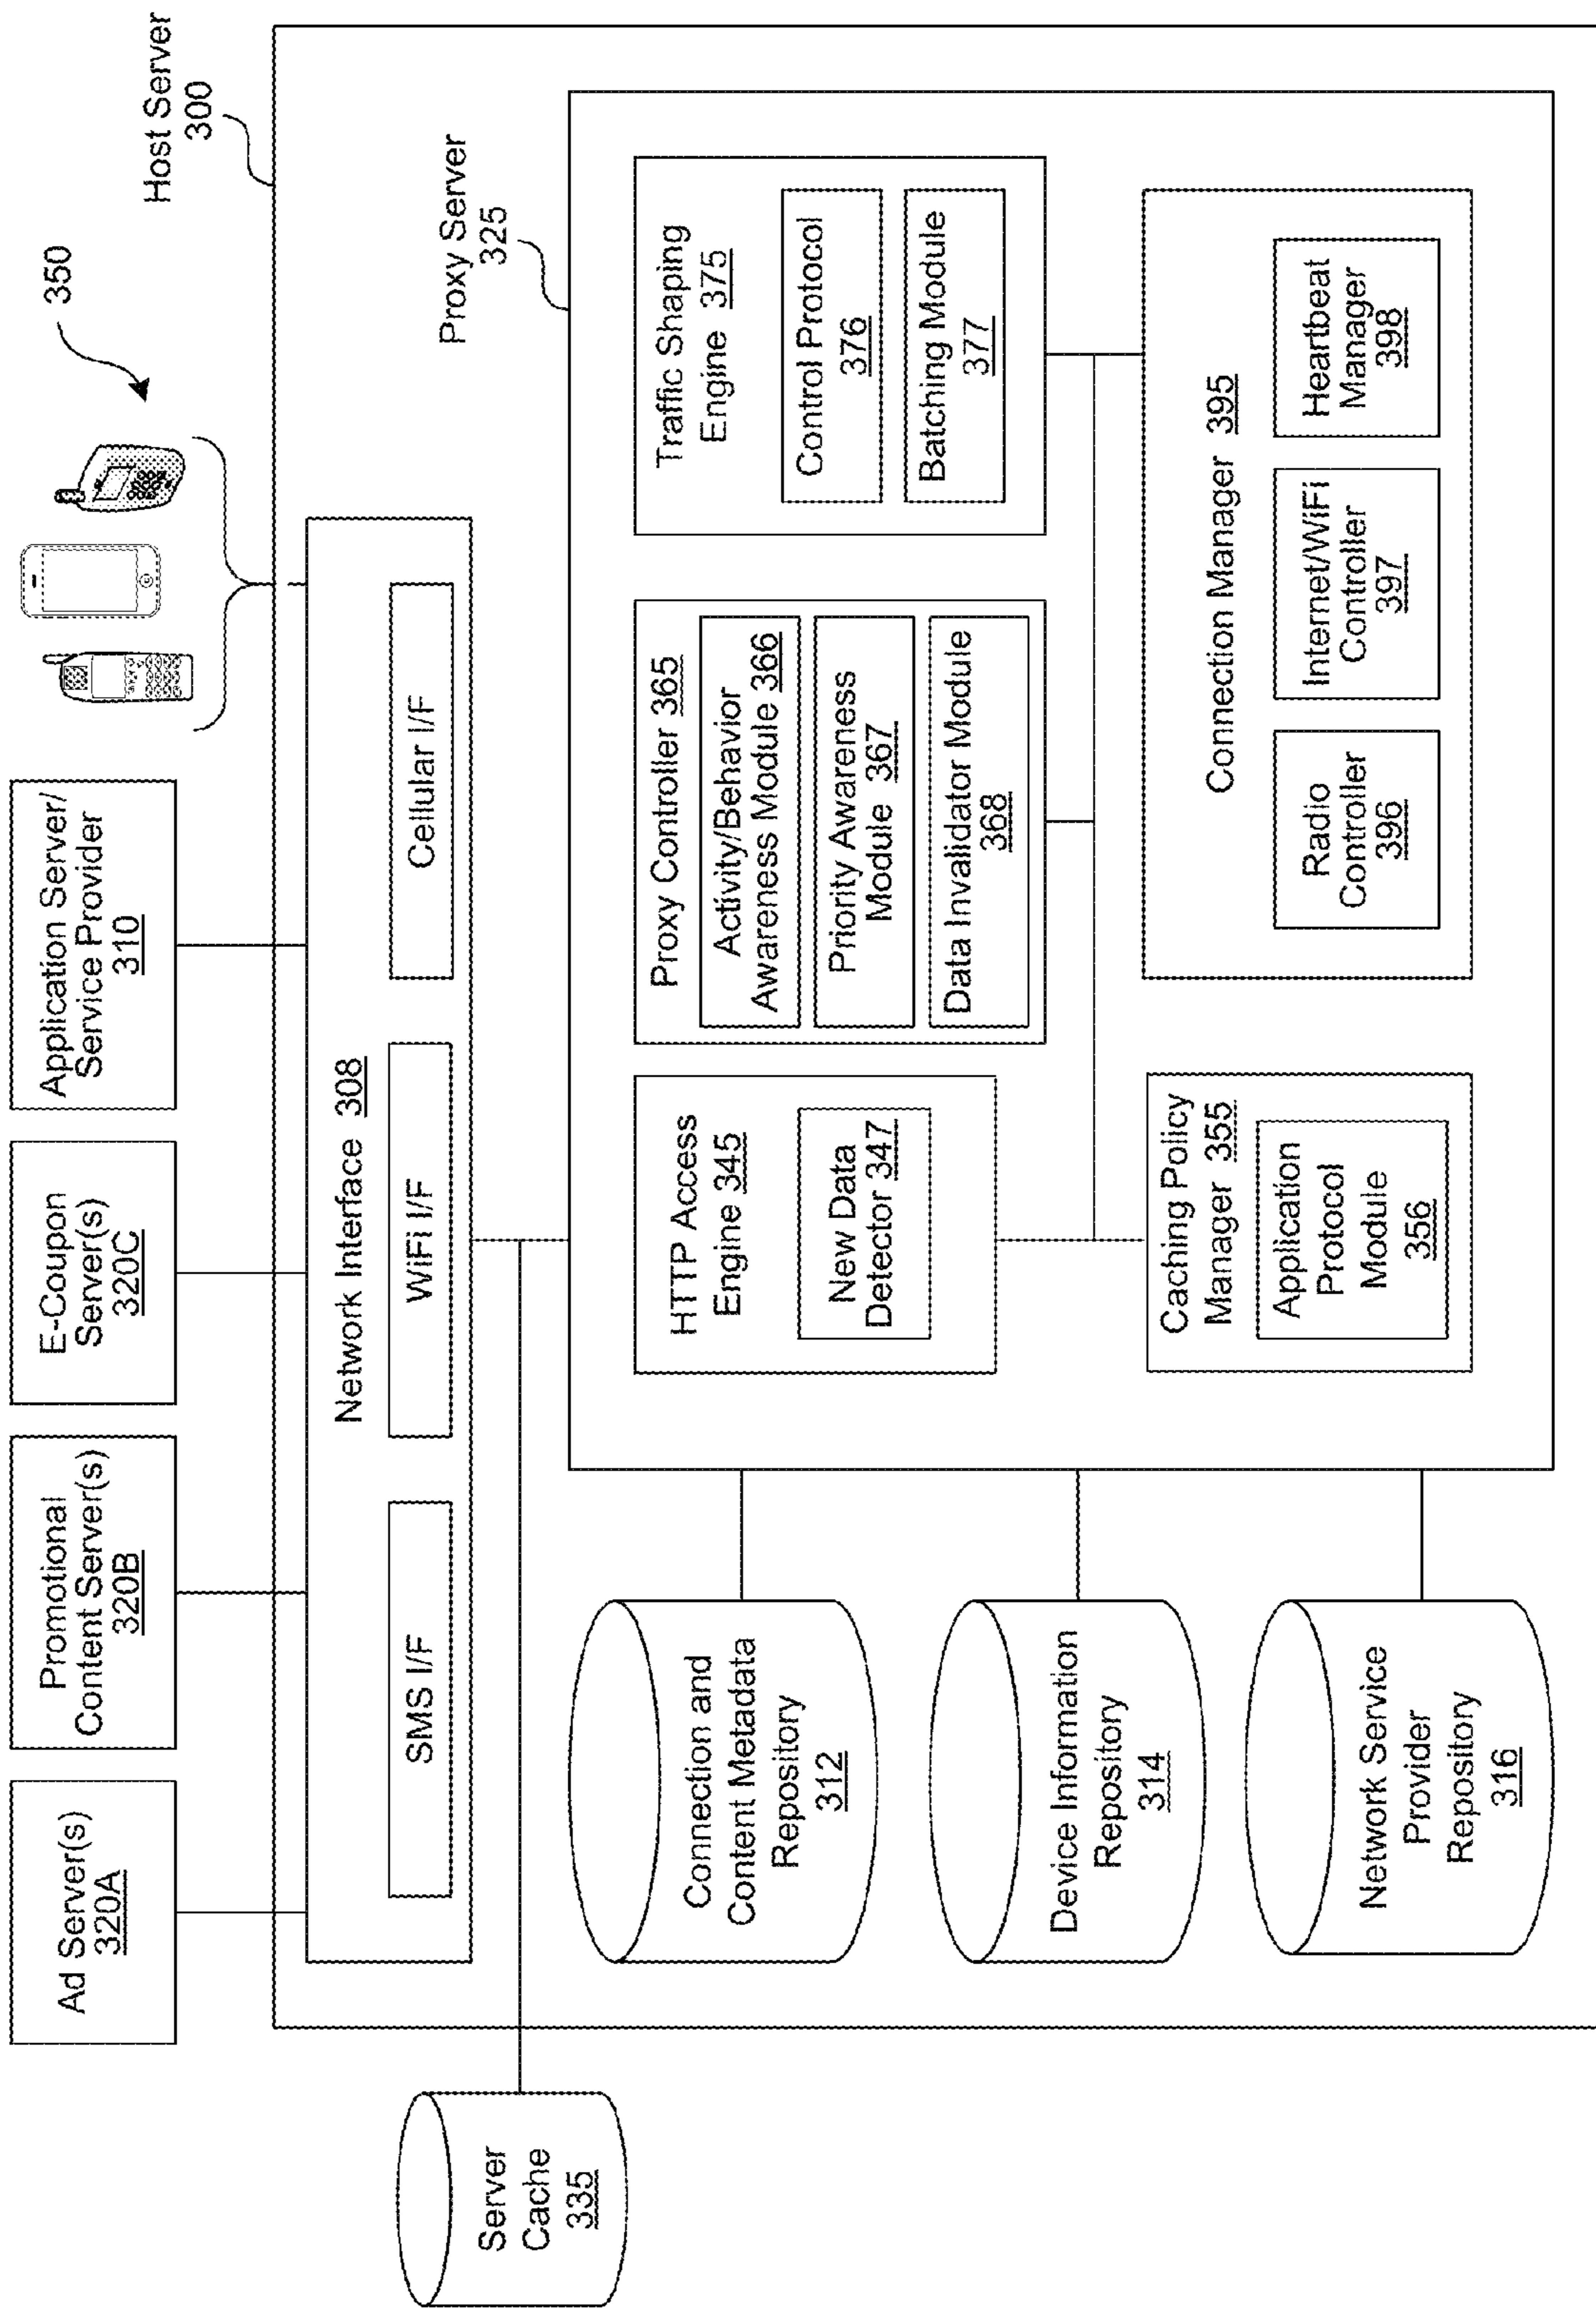 Ad Server(s)
320A
Promotional
Content Server(s)
320B
E-Coupon
Server(s)
320C
Application Server/
Service Provider
310
350
Host Server
300
Network Interface 308
SMS I/F
WiFi I/F
Cellular I/F
Server
Cache
335
Proxy Server
325
Connection and
Content Metadata
Repository
312
Device Information
Repository
314
Network Service
Provider
Repository
316
HTTP Access
Engine 345
New Data
Detector 347
Proxy Controller 365
Activity/Behavior
Awareness Module 366
Priority Awareness
Module 367
Data Invalidator Module
368
Traffic Shaping
Engine 375
Control Protocol
376
Batching Module
377
Caching Policy
Manager 355
Application
Protocol
Module
356
Connection Manager 395
Radio
Controller
396
Internet/WiFi
Controller
397
Heartbeat
Manager
398